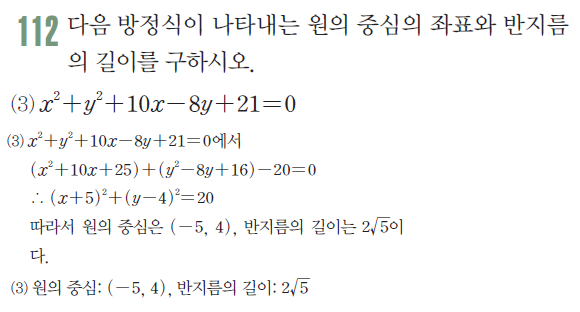 112 다음 방정식이 나타내는 원의 중심의 좌표와 반지름
의 길이를 구하시오.
(3) x²+y²+10x−8y+21=0
(3) x²+y²+10x−8y+21=0에서
(x²+10x+25)+(y²−8y+16)−20=0
∴ (x+5)²+(y−4)²=20
따라서 원의 중심은 (−5, 4), 반지름의 길이는 2√5이
다.
(3) 원의 중심: (−5, 4), 반지름의 길이: 2√5